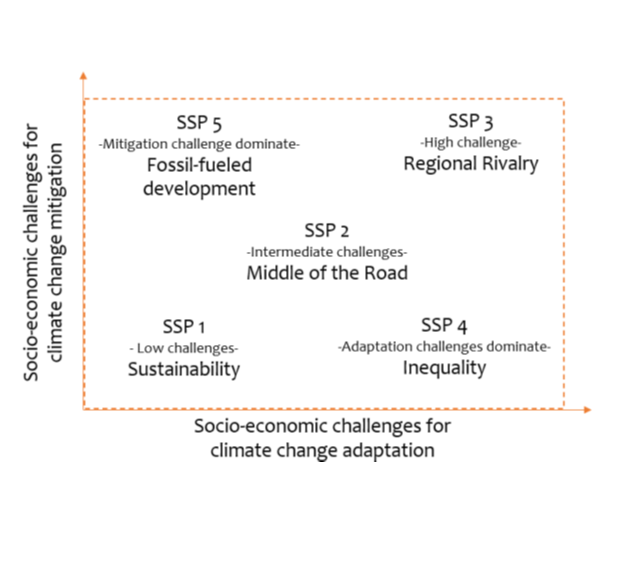 Socio-economic challenges for
climate change mitigation
SSP 5
-Mitigation challenge dominate-
Fossil-fueled
development
SSP 3
-High challenge-
Regional Rivalry
SSP 2
-Intermediate challenges-
Middle of the Road
SSP 1
- Low challenges-
Sustainability
SSP 4
-Adaptation challenges dominate-
Inequality
Socio-economic challenges for
climate change adaptation